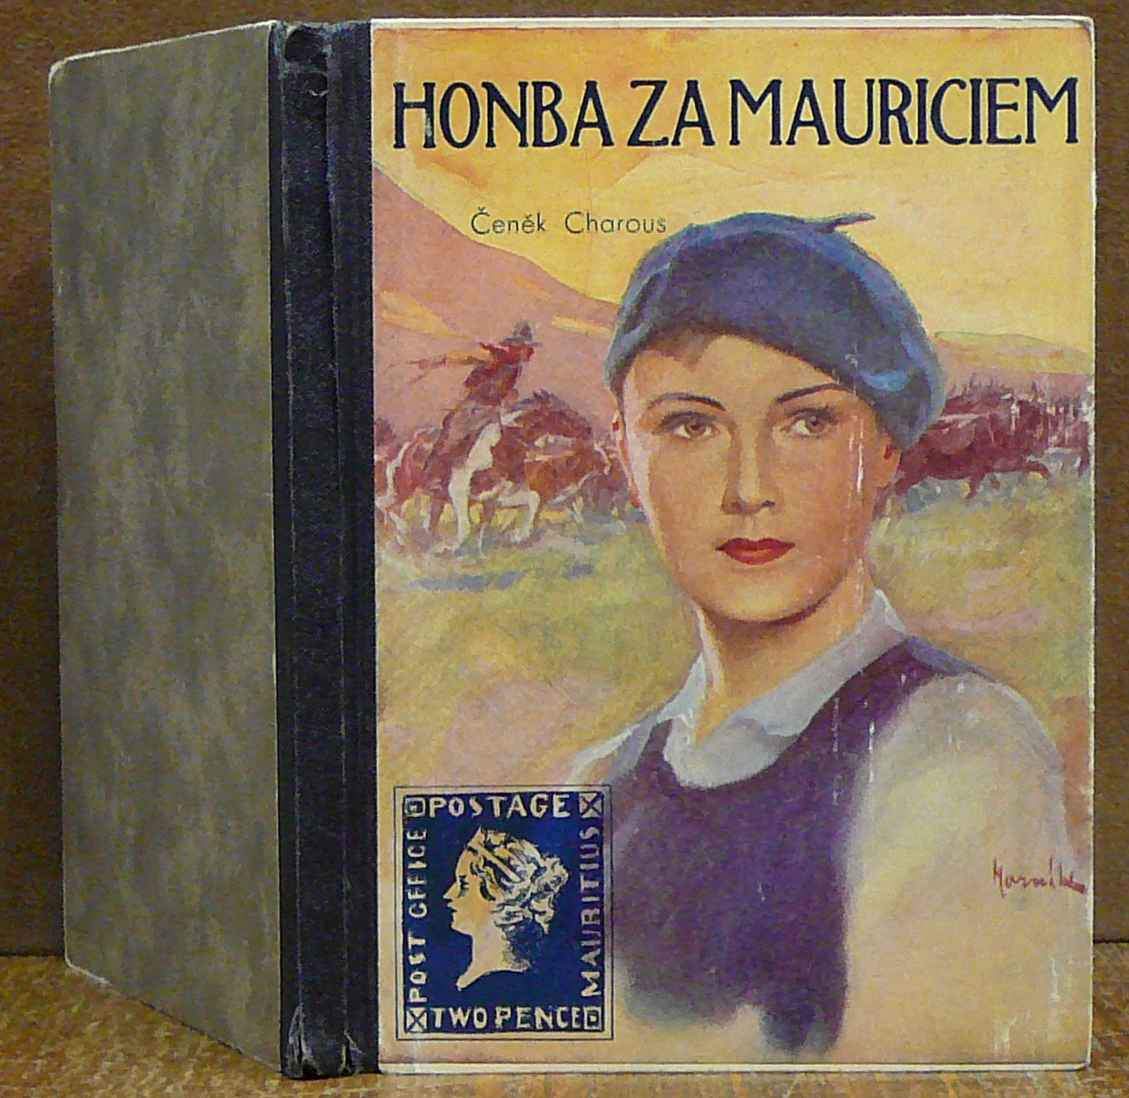 HONBA ZA MAURICIEM
Čeněk Charous
POSTAGE
POST OFFICE
MAURITIUS
TWO PENCE